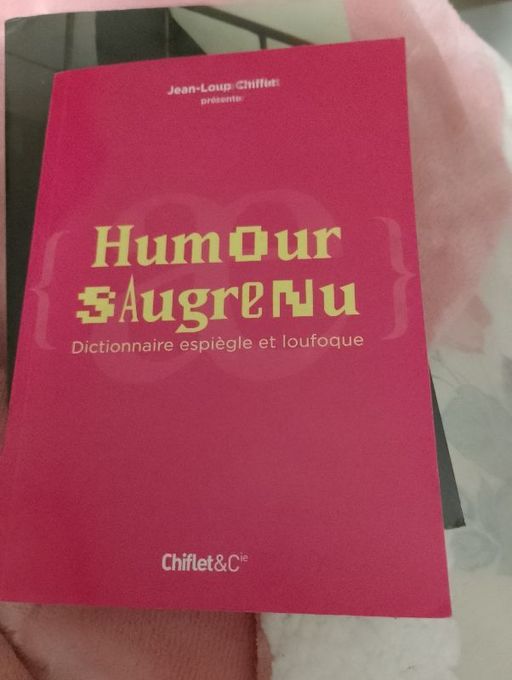 Jean-Loup Chiflet
présente
Humour
SAugreNu
Dictionnaire espiègle et loufoque
Chiflet&Cie